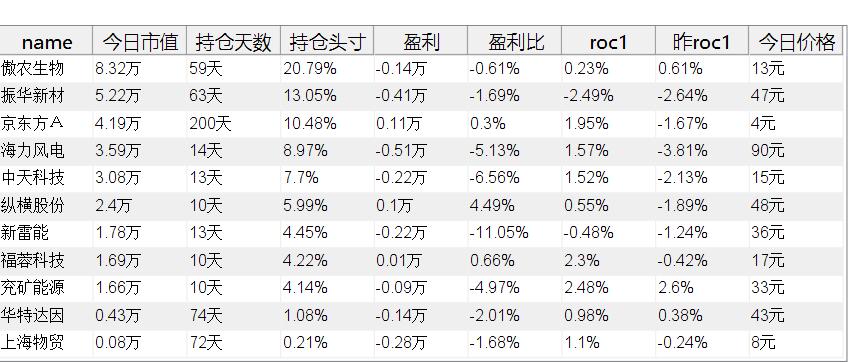 name 今日市值 持仓天数 持仓头寸 盈利 盈利比 roc1 昨roc1 今日价格
傲农生物 8.32万 59天 20.79% -0.14万 -0.61% 0.23% 0.61% 13元
振华新材 5.22万 63天 13.05% -0.41万 -1.69% -2.49% -2.64% 47元
京东方Ａ 4.19万 200天 10.48% 0.11万 0.3% 1.95% -1.67% 4元
海力风电 3.59万 14天 8.97% -0.51万 -5.13% 1.57% -3.81% 90元
中天科技 3.08万 13天 7.7% -0.22万 -6.56% 1.52% -2.13% 15元
纵横股份 2.4万 10天 5.99% 0.1万 4.49% 0.55% -1.89% 48元
新雷能 1.78万 13天 4.45% -0.22万 -11.05% -0.48% -1.24% 36元
福蓉科技 1.69万 10天 4.22% 0.01万 0.66% 2.3% -0.42% 17元
兖矿能源 1.66万 10天 4.14% -0.09万 -4.97% 2.48% 2.6% 33元
华特达因 0.43万 74天 1.08% -0.14万 -2.01% 0.98% 0.38% 43元
上海物贸 0.08万 72天 0.21% -0.28万 -1.68% 1.1% -0.24% 8元